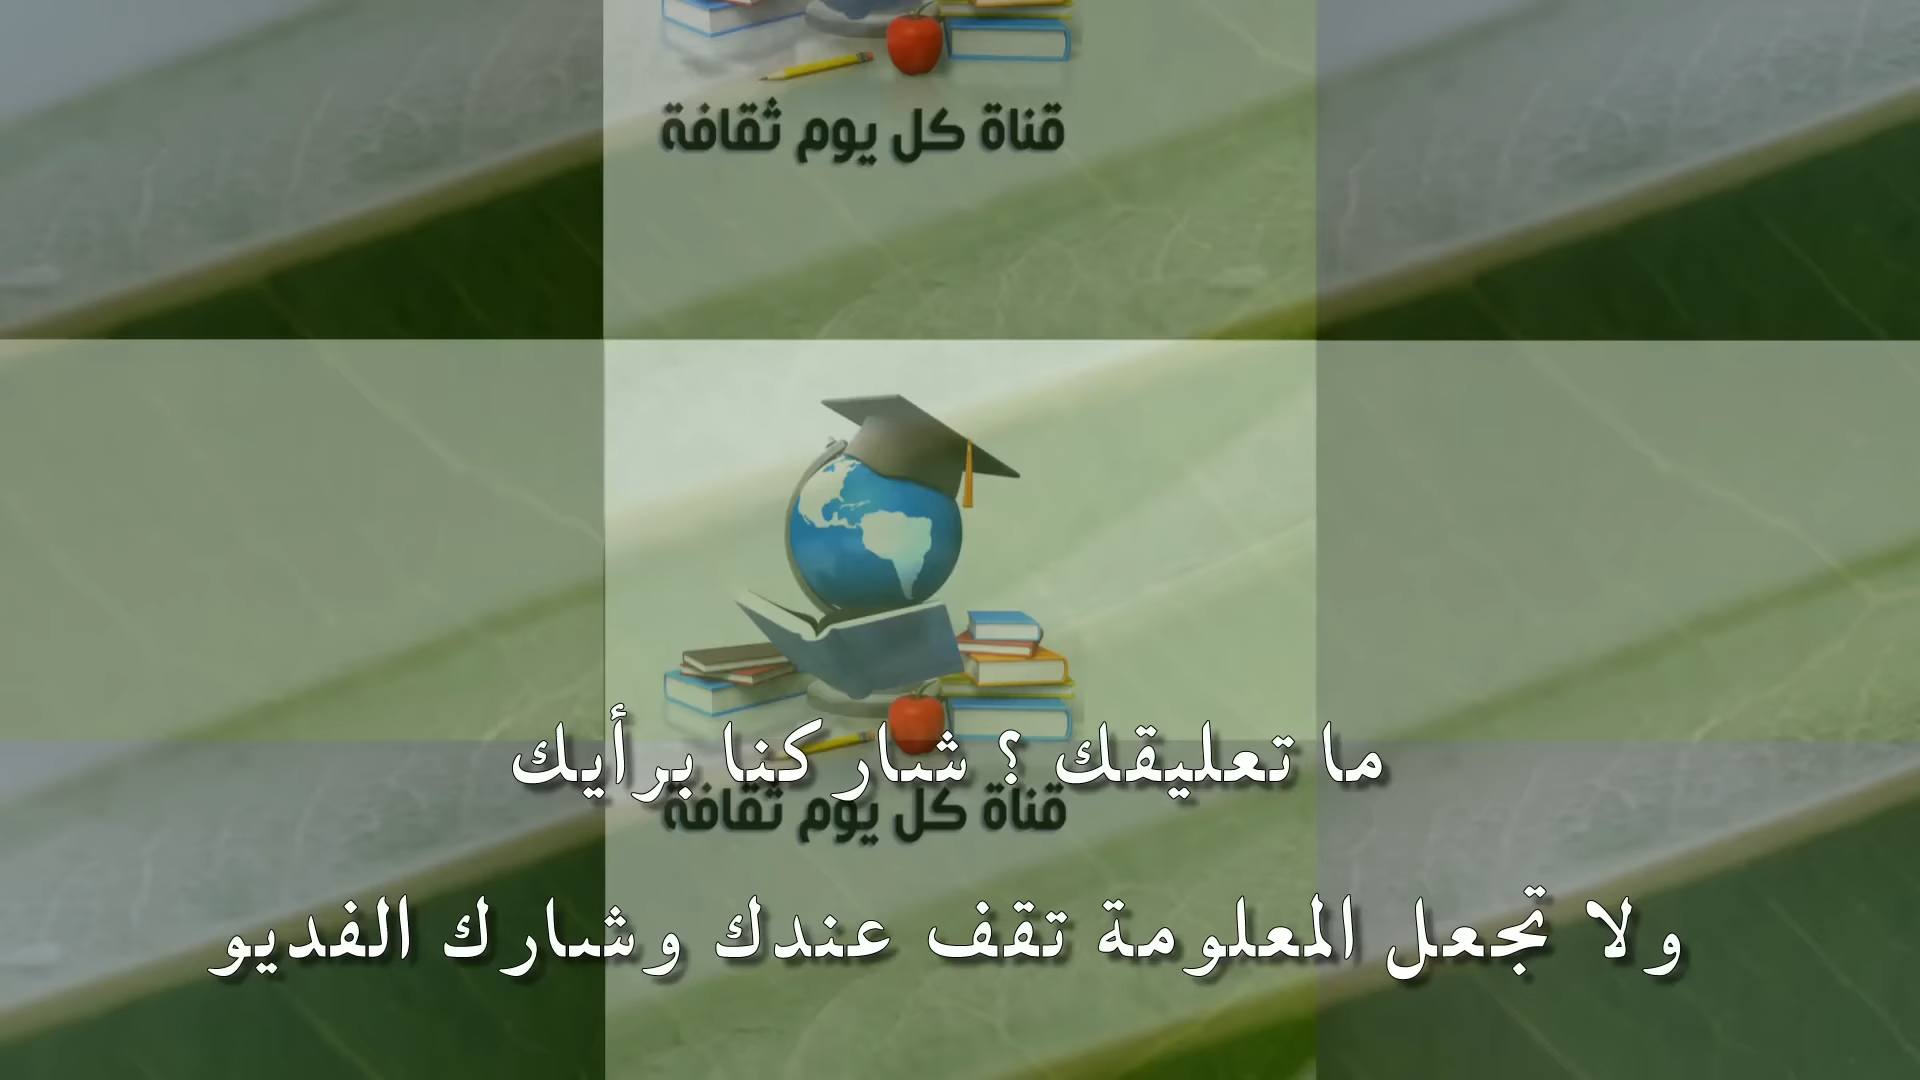 قناة كل يوم ثقافة
ما تعليقك ؟ شاركنا برأيك
قناة كل يوم ثقافة
ولا تجعل المعلومة تقف عندك وشارك الفديو